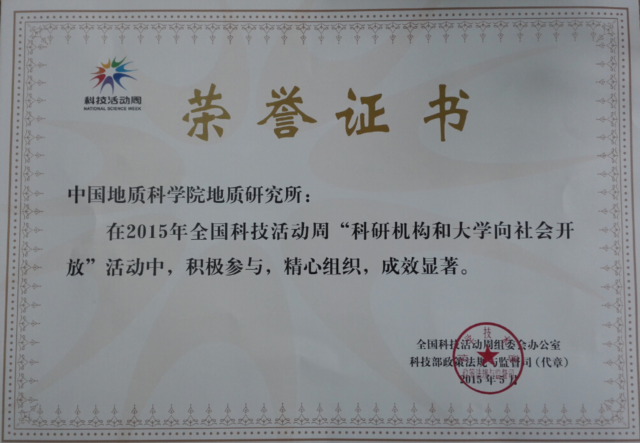 科技活动周
NATIONAL SCIENCE WEEK
荣誉证书
中国地质科学院地质研究所：
在2015年全国科技活动周“科研机构和大学向社会开
放”活动中，积极参与，精心组织，成效显著。
全国科技活动周组委会办公室
科技部政策法规与监督司（代章）
2015年5月